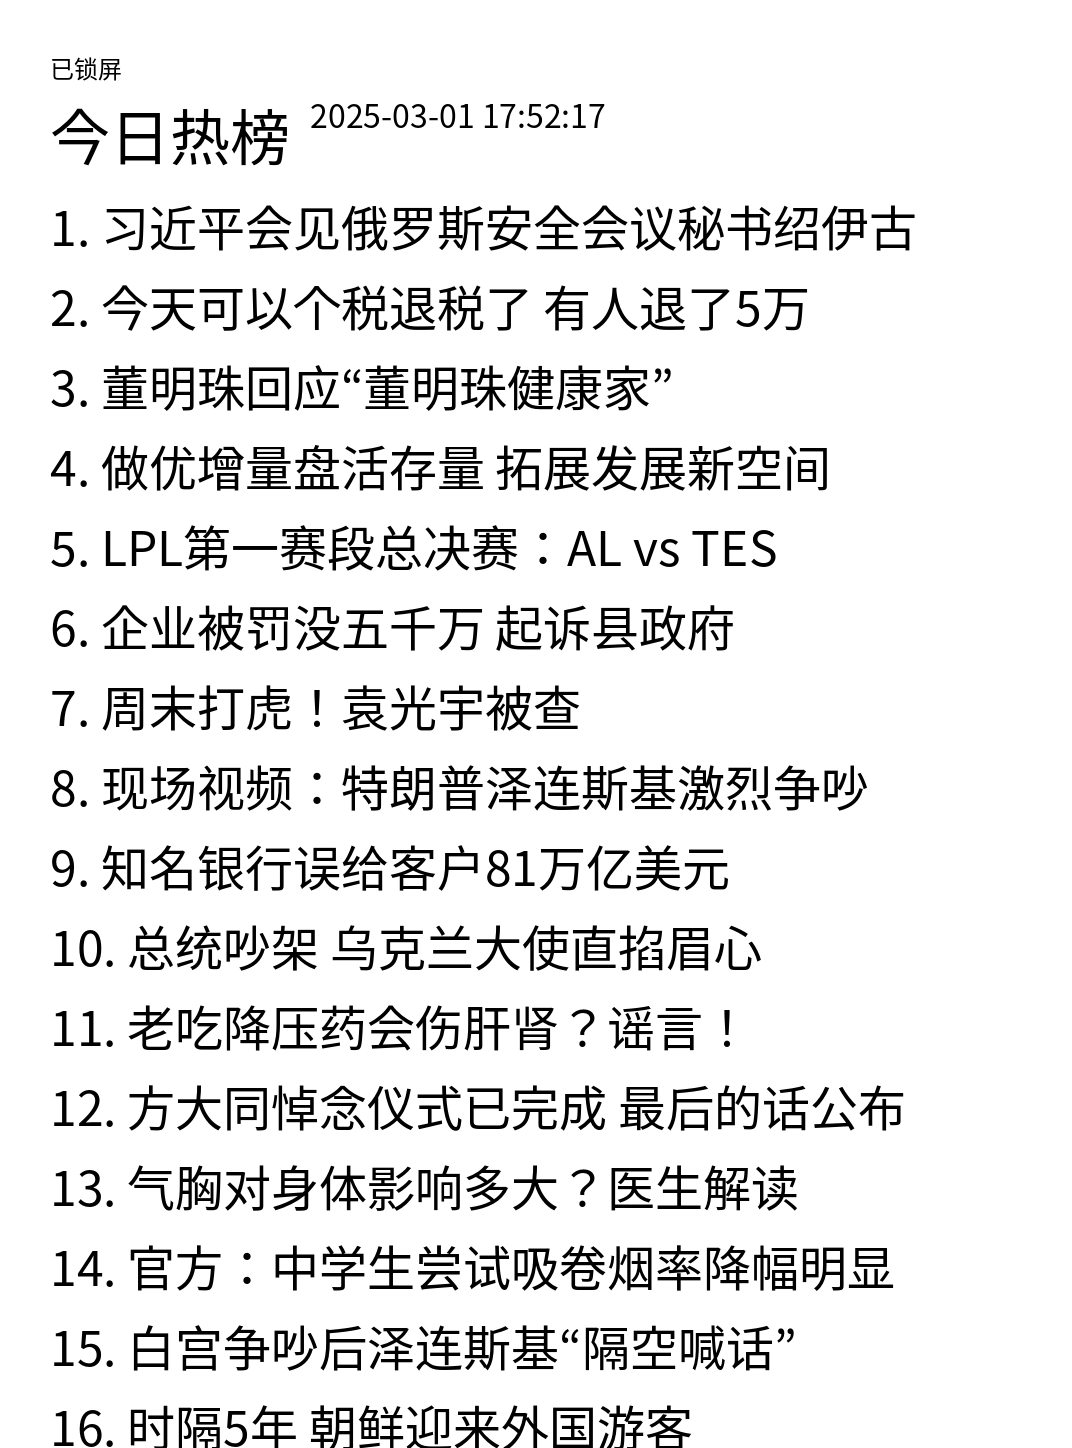 已锁屏
今日热榜 2025-03-01 17:52:17
1. 习近平会见俄罗斯安全会议秘书绍伊古
2. 今天可以个税退税了 有人退了5万
3. 董明珠回应“董明珠健康家”
4. 做优增量盘活存量 拓展发展新空间
5. LPL第一赛段总决赛：AL vs TES
6. 企业被罚没五千万 起诉县政府
7. 周末打虎！袁光宇被查
8. 现场视频：特朗普泽连斯基激烈争吵
9. 知名银行误给客户81万亿美元
10. 总统吵架 乌克兰大使直掐眉心
11. 老吃降压药会伤肝肾？谣言！
12. 方大同悼念仪式已完成 最后的话公布
13. 气胸对身体影响多大？医生解读
14. 官方：中学生尝试吸卷烟率降幅明显
15. 白宫争吵后泽连斯基“隔空喊话”
16. 时隔5年 朝鲜迎来外国游客